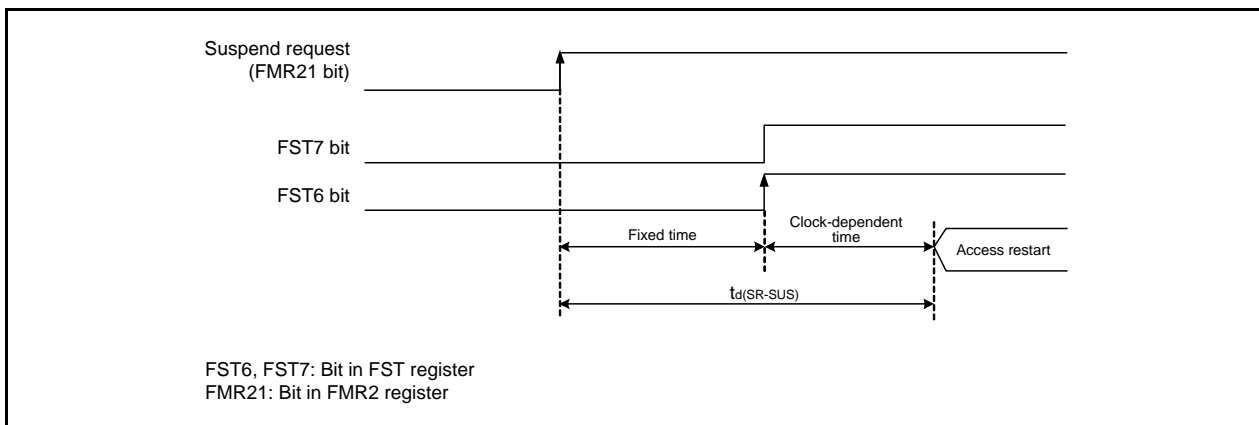 Suspend request
(FMR21 bit)
FST7 bit
FST6 bit
Fixed time
Clock-dependent
time
Access restart
td(SR-SUS)
FST6, FST7: Bit in FST register
FMR21: Bit in FMR2 register